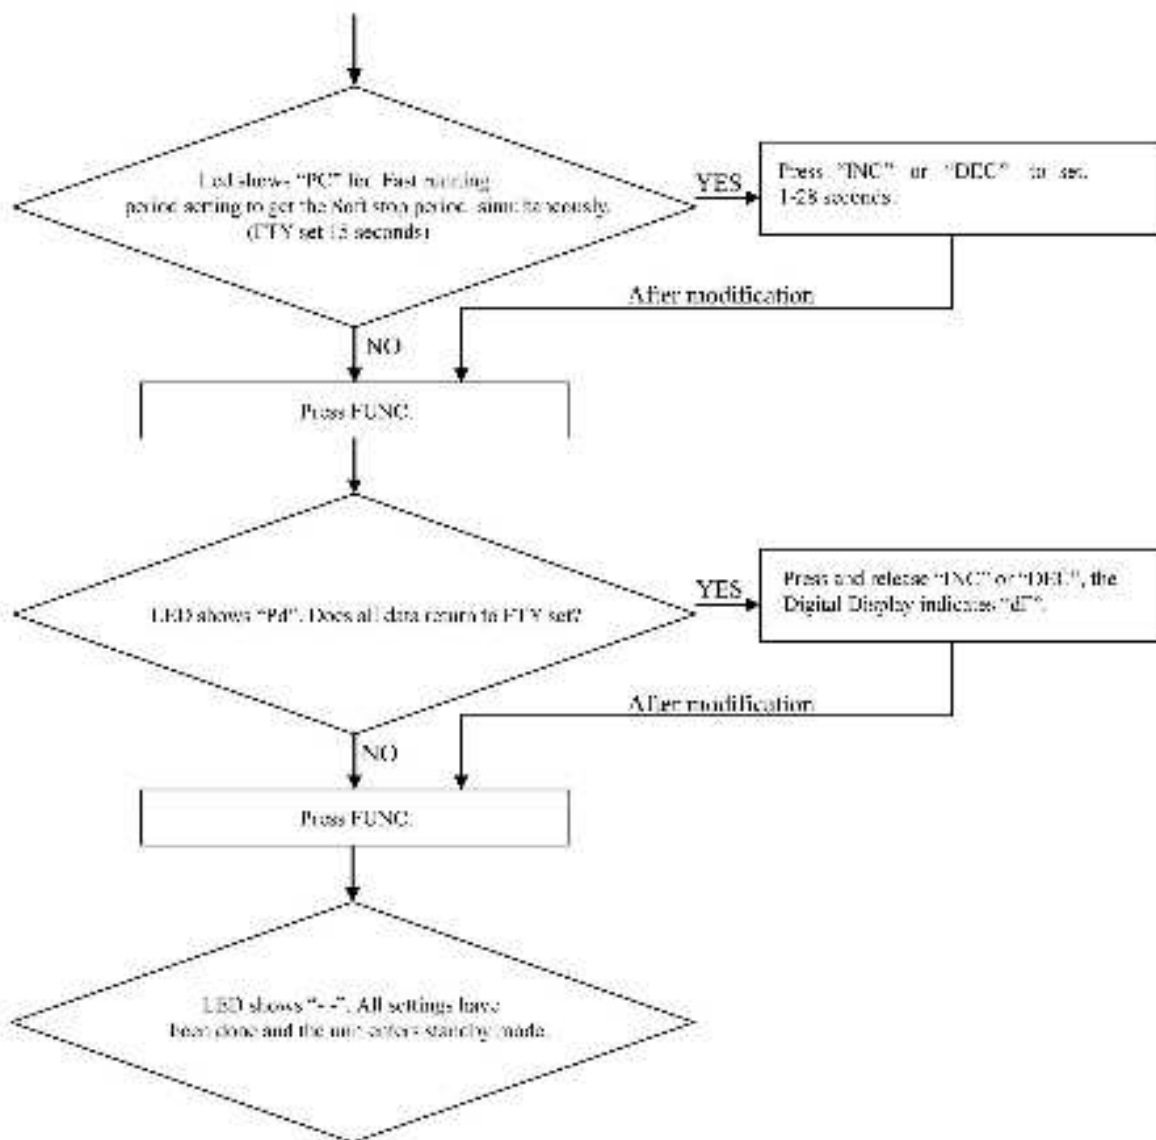 Led shows "PC" for Fast running
period setting to get the Soft stop period simultaneously.
(FTY set 15 seconds)
YES
Press "INC" or "DEC" to set
1-28 seconds.
After modification
NO
Press FUNC.
LED shows "Pd". Does all data return to FTY set?
YES
Press and release "INC" or "DEC", the
Digital Display indicates "dF".
After modification
NO
Press FUNC.
LED shows "- -". All settings have
been done and the unit enters standby mode.